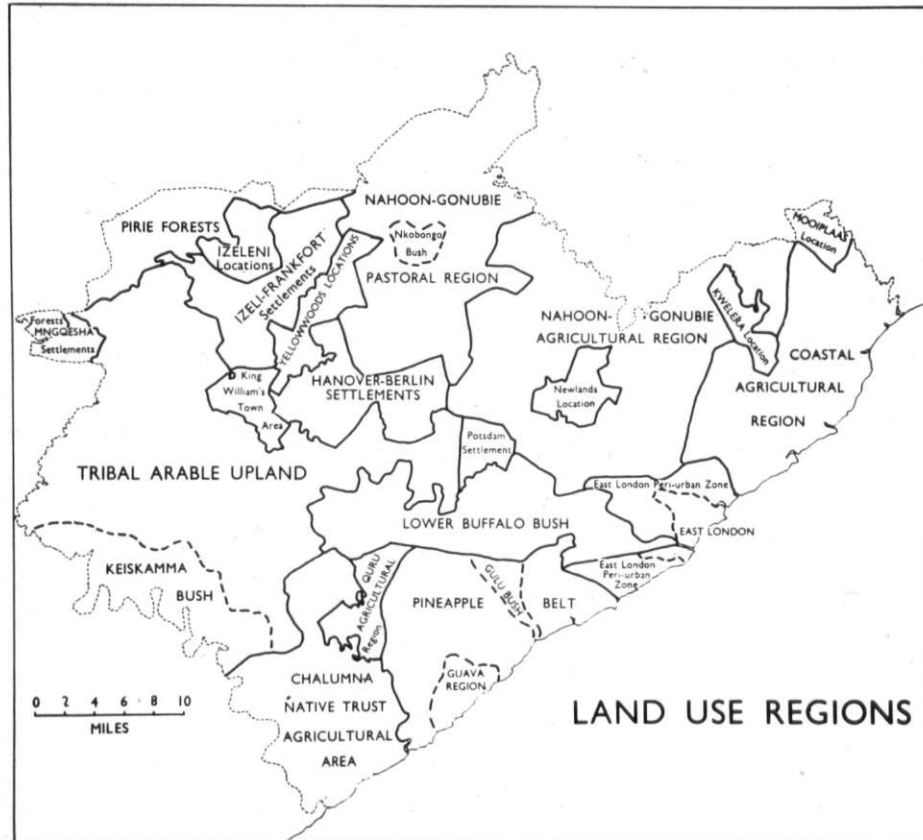 NAHOON-GONUBIE
PASTORAL REGION
Nkobongo
Bush
PIRIE FORESTS
IZELENI
Locations
IZELI-FRANKFORT
Settlements
YELLOWWOODS LOCATIONS
MOOIPLAAS
Location
KWELERA Location
NAHOON- GONUBIE
AGRICULTURAL REGION
COASTAL
AGRICULTURAL
REGION
Forests
MNGQESHA
Settlements
King
William's
Town
Area
HANOVER-BERLIN
SETTLEMENTS
Newlands
Location
Potsdam
Settlement
TRIBAL ARABLE UPLAND
East London Peri-urban Zone
EAST LONDON
LOWER BUFFALO BUSH
East London
Peri-urban
Zone
KEISKAMMA
BUSH
QURU
AGRICULTURAL
Region
PINEAPPLE
GULU BUSH
BELT
GUAVA
REGION
CHALUMNA
NATIVE TRUST
AGRICULTURAL
AREA
0 2 4 6 8 10
MILES
LAND USE REGIONS